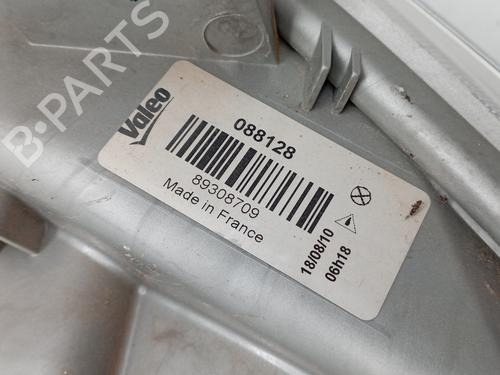 B-PARTS
Valeo
088128
89308709
Made in France
18/08/10
06h18